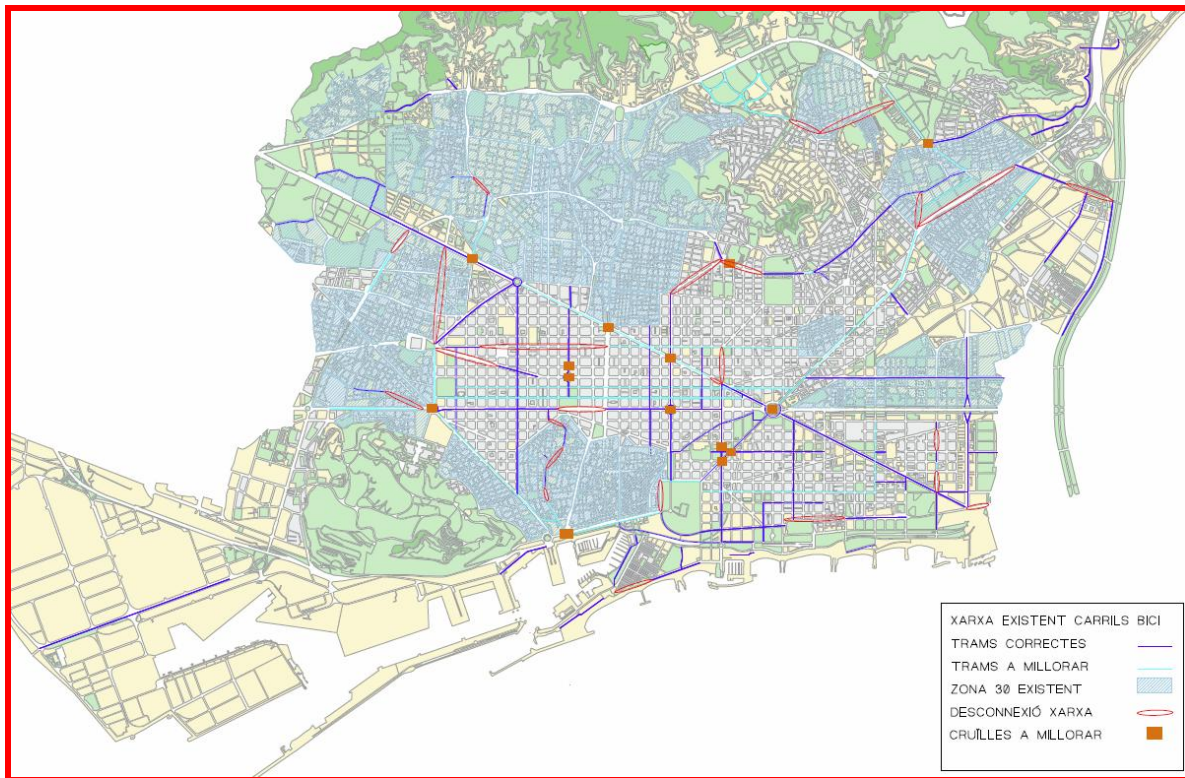 XARXA EXISTENT CARRILS BICI
TRAMS CORRECTES
TRAMS A MILLORAR
ZONA 30 EXISTENT
DESCONNEXIÓ XARXA
CRUÏLLES A MILLORAR